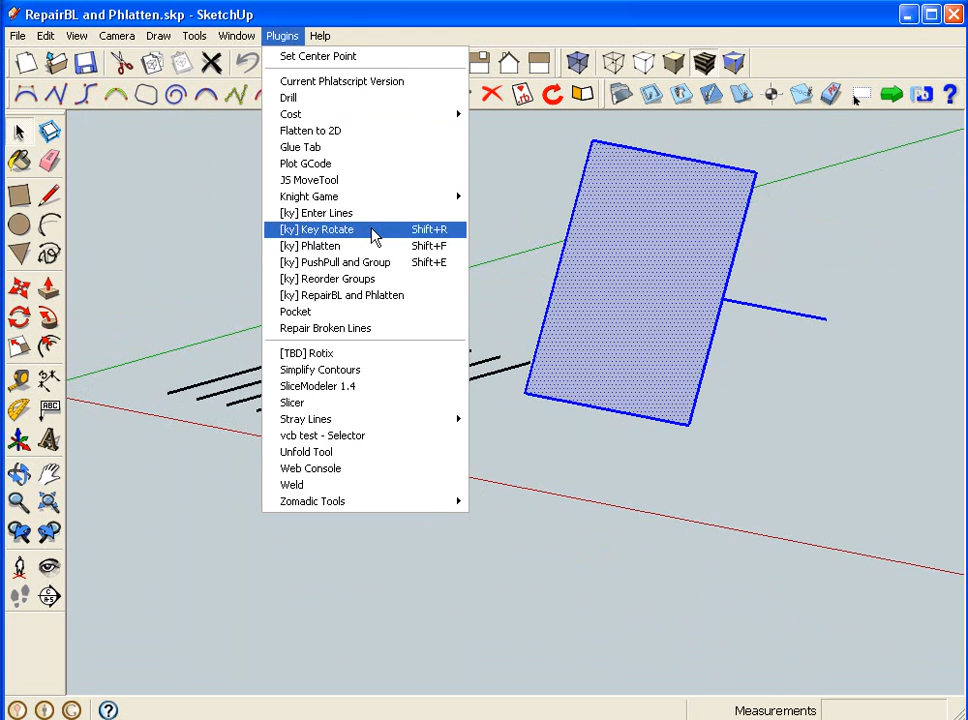 RepairBL and Phlatten.skp - SketchUp
File Edit View Camera Draw Tools Window Plugins Help
Set Center Point
Current Phlatscript Version
Drill
Cost
Flatten to 2D
Glue Tab
Plot GCode
JS MoveTool
Knight Game
[ky] Enter Lines
[ky] Key Rotate Shift+R
[ky] Phlatten Shift+F
[ky] PushPull and Group Shift+E
[ky] Reorder Groups
[ky] RepairBL and Phlatten
Pocket
Repair Broken Lines
[TBD] Rotix
Simplify Contours
SliceModeler 1.4
Slicer
Stray Lines
vcb test - Selector
Unfold Tool
Web Console
Weld
Zomadic Tools
Measurements